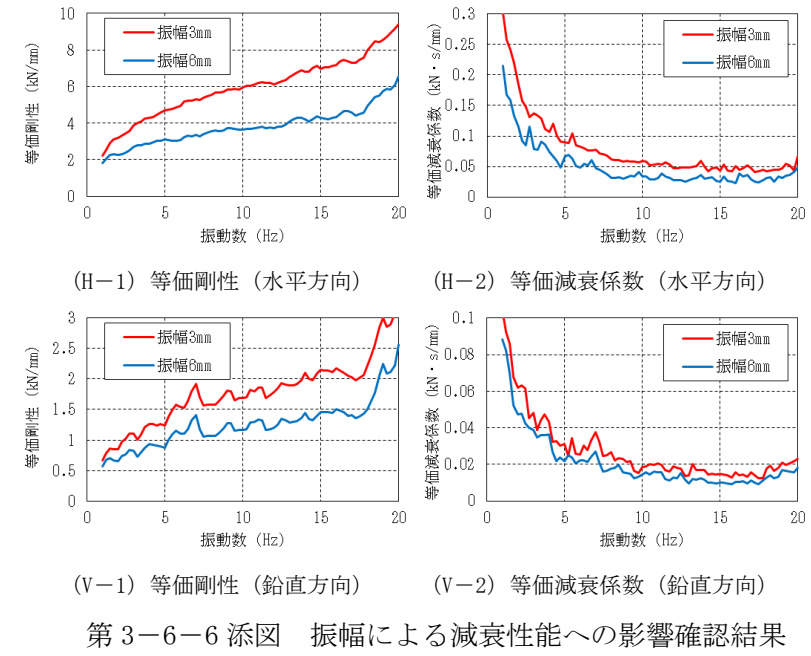 等価剛性 (kN/mm)
10
8
6
4
2
0
振幅3mm
振幅6mm
0 5 10 15 20
振動数 (Hz)
(H－1) 等価剛性 (水平方向)
等価減衰係数 (kN・s/mm)
0.3
0.25
0.2
0.15
0.1
0.05
0
振幅3mm
振幅6mm
0 5 10 15 20
振動数 (Hz)
(H－2) 等価減衰係数 (水平方向)
等価剛性 (kN/mm)
3
2.5
2
1.5
1
0.5
0
振幅3mm
振幅6mm
0 5 10 15 20
振動数 (Hz)
(V－1) 等価剛性 (鉛直方向)
等価減衰係数 (kN・s/mm)
0.1
0.08
0.06
0.04
0.02
0
振幅3mm
振幅6mm
0 5 10 15 20
振動数 (Hz)
(V－2) 等価減衰係数 (鉛直方向)
第 3－6－6 添図　振幅による減衰性能への影響確認結果